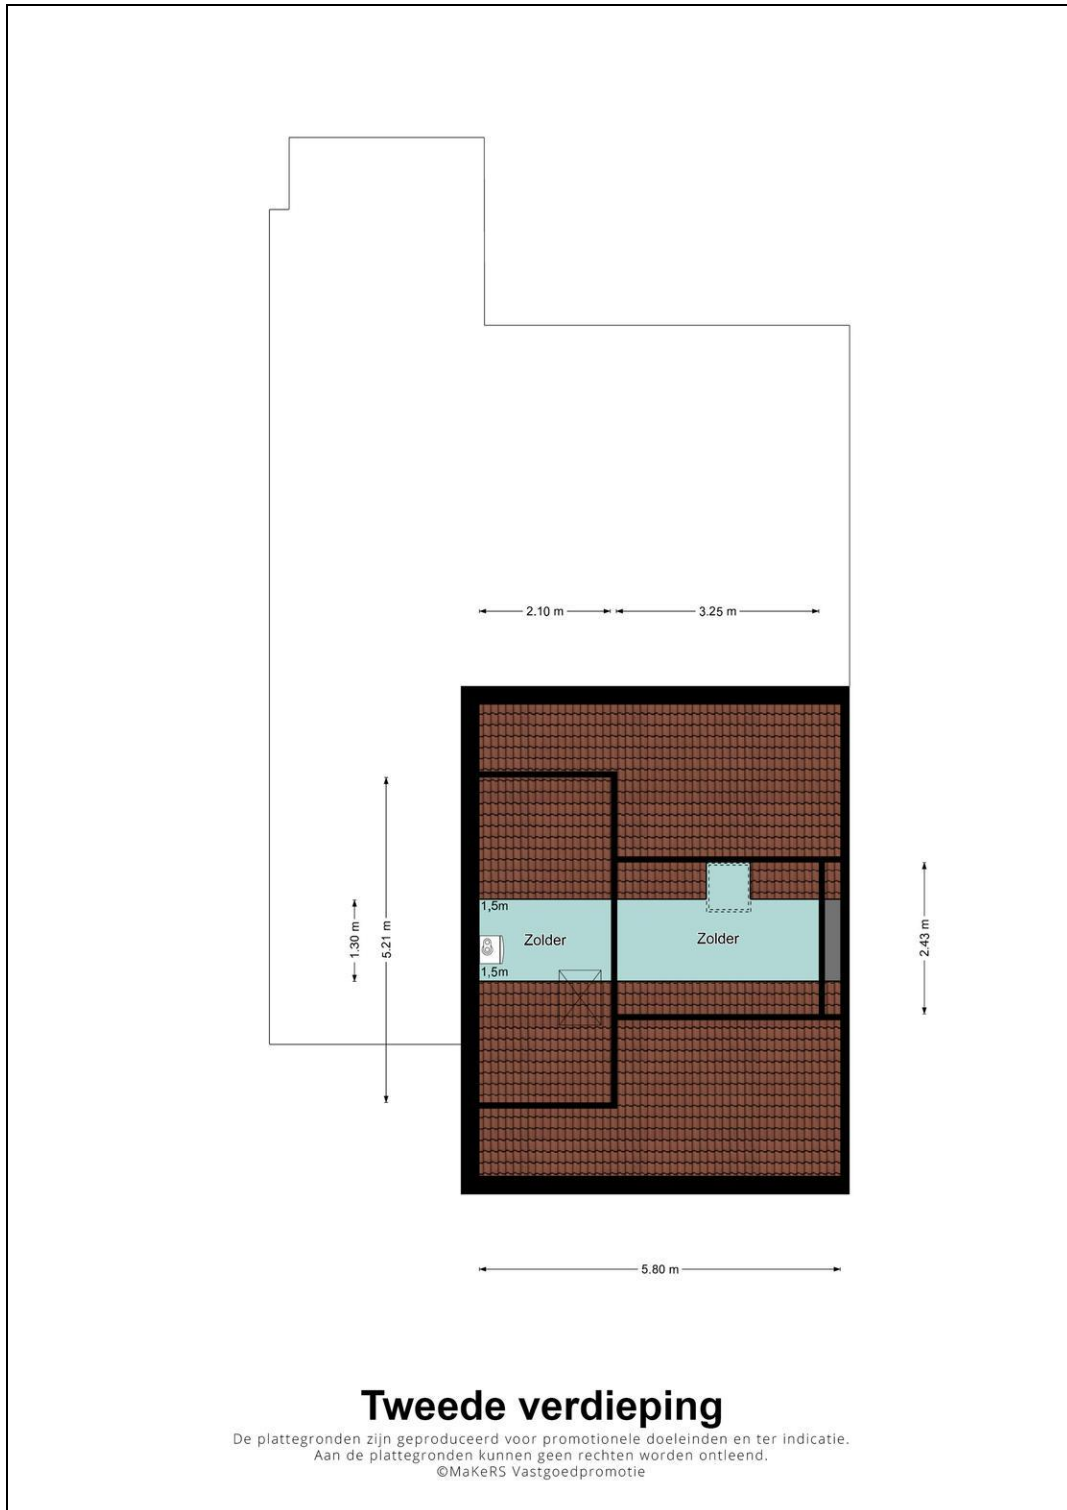 2.10 m
3.25 m
1,5m
1.30 m
5.21 m
Zolder
Zolder
2.43 m
1,5m
5.80 m
Tweede verdieping
De plattegronden zijn geproduceerd voor promotionele doeleinden en ter indicatie.
Aan de plattegronden kunnen geen rechten worden ontleend.
©MaKeRS Vastgoedpromotie